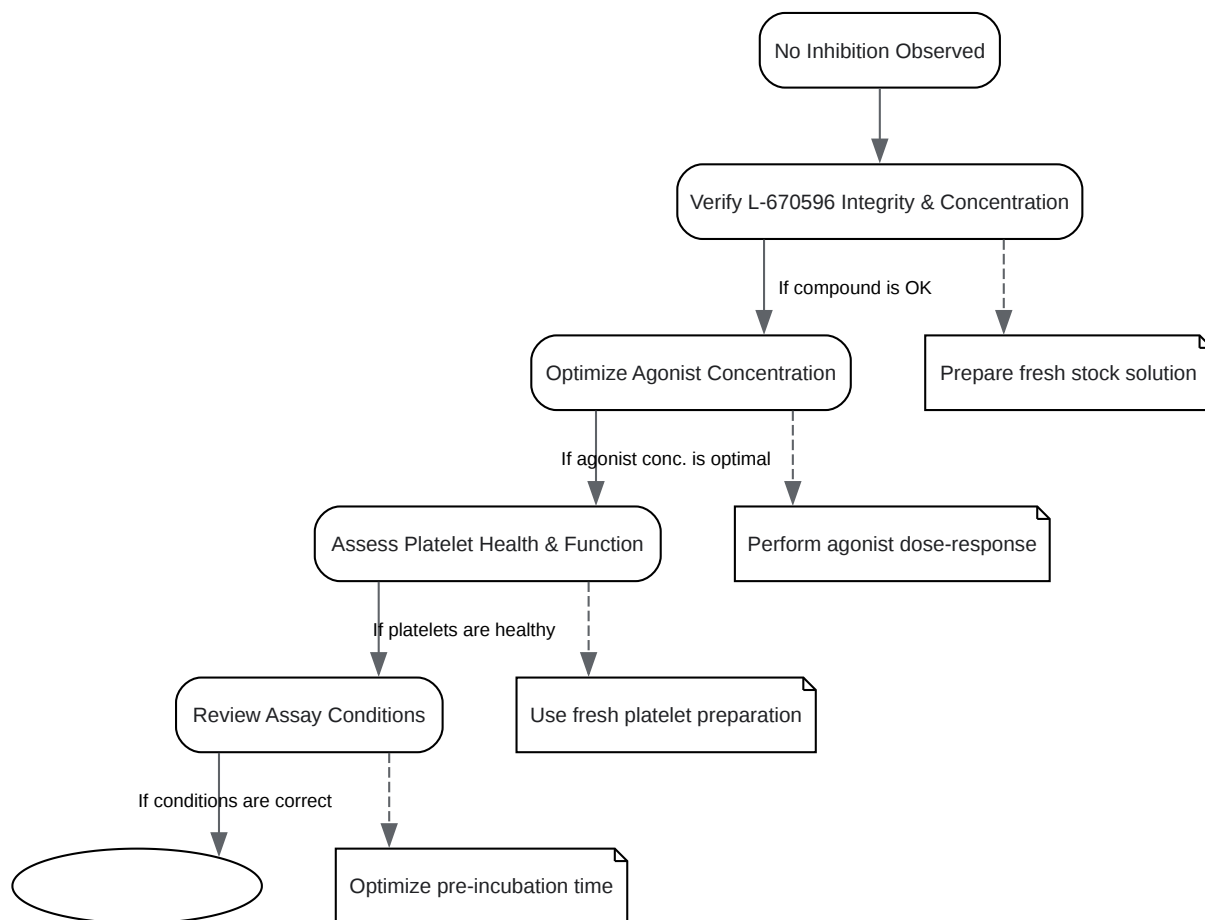 No Inhibition Observed
Verify L-670596 Integrity & Concentration
If compound is OK
Optimize Agonist Concentration
Prepare fresh stock solution
If agonist conc. is optimal
Assess Platelet Health & Function
Perform agonist dose-response
If platelets are healthy
Review Assay Conditions
Use fresh platelet preparation
If conditions are correct
Optimize pre-incubation time